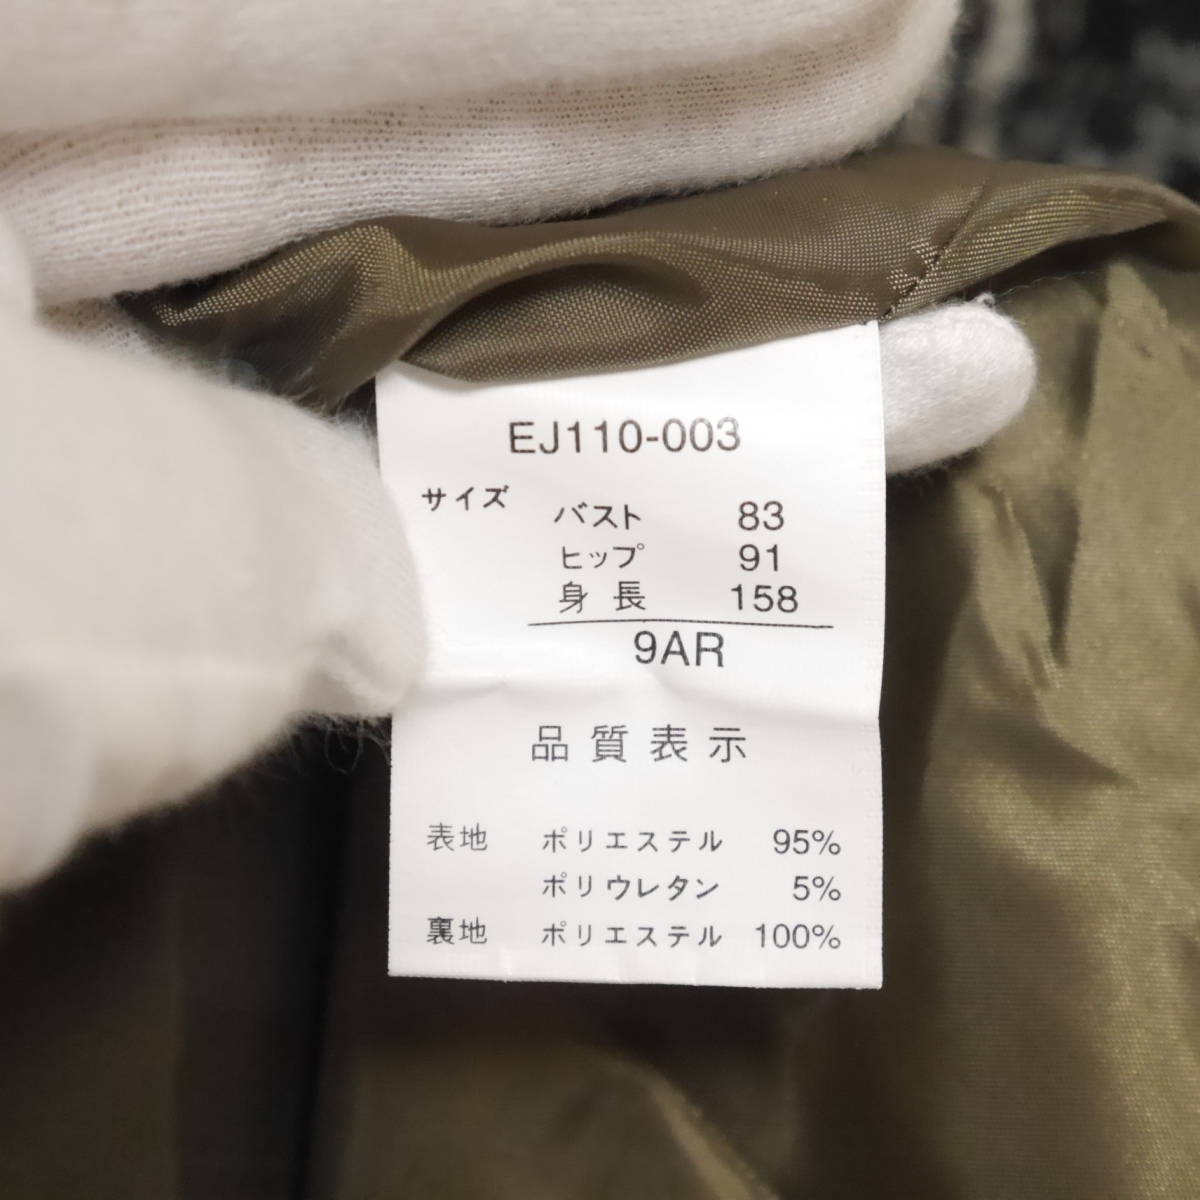 EJ110-003
サイズ バスト 83
ヒップ 91
身長 158
9AR
品質表示
表地 ポリエステル 95%
ポリウレタン 5%
裏地 ポリエステル 100%